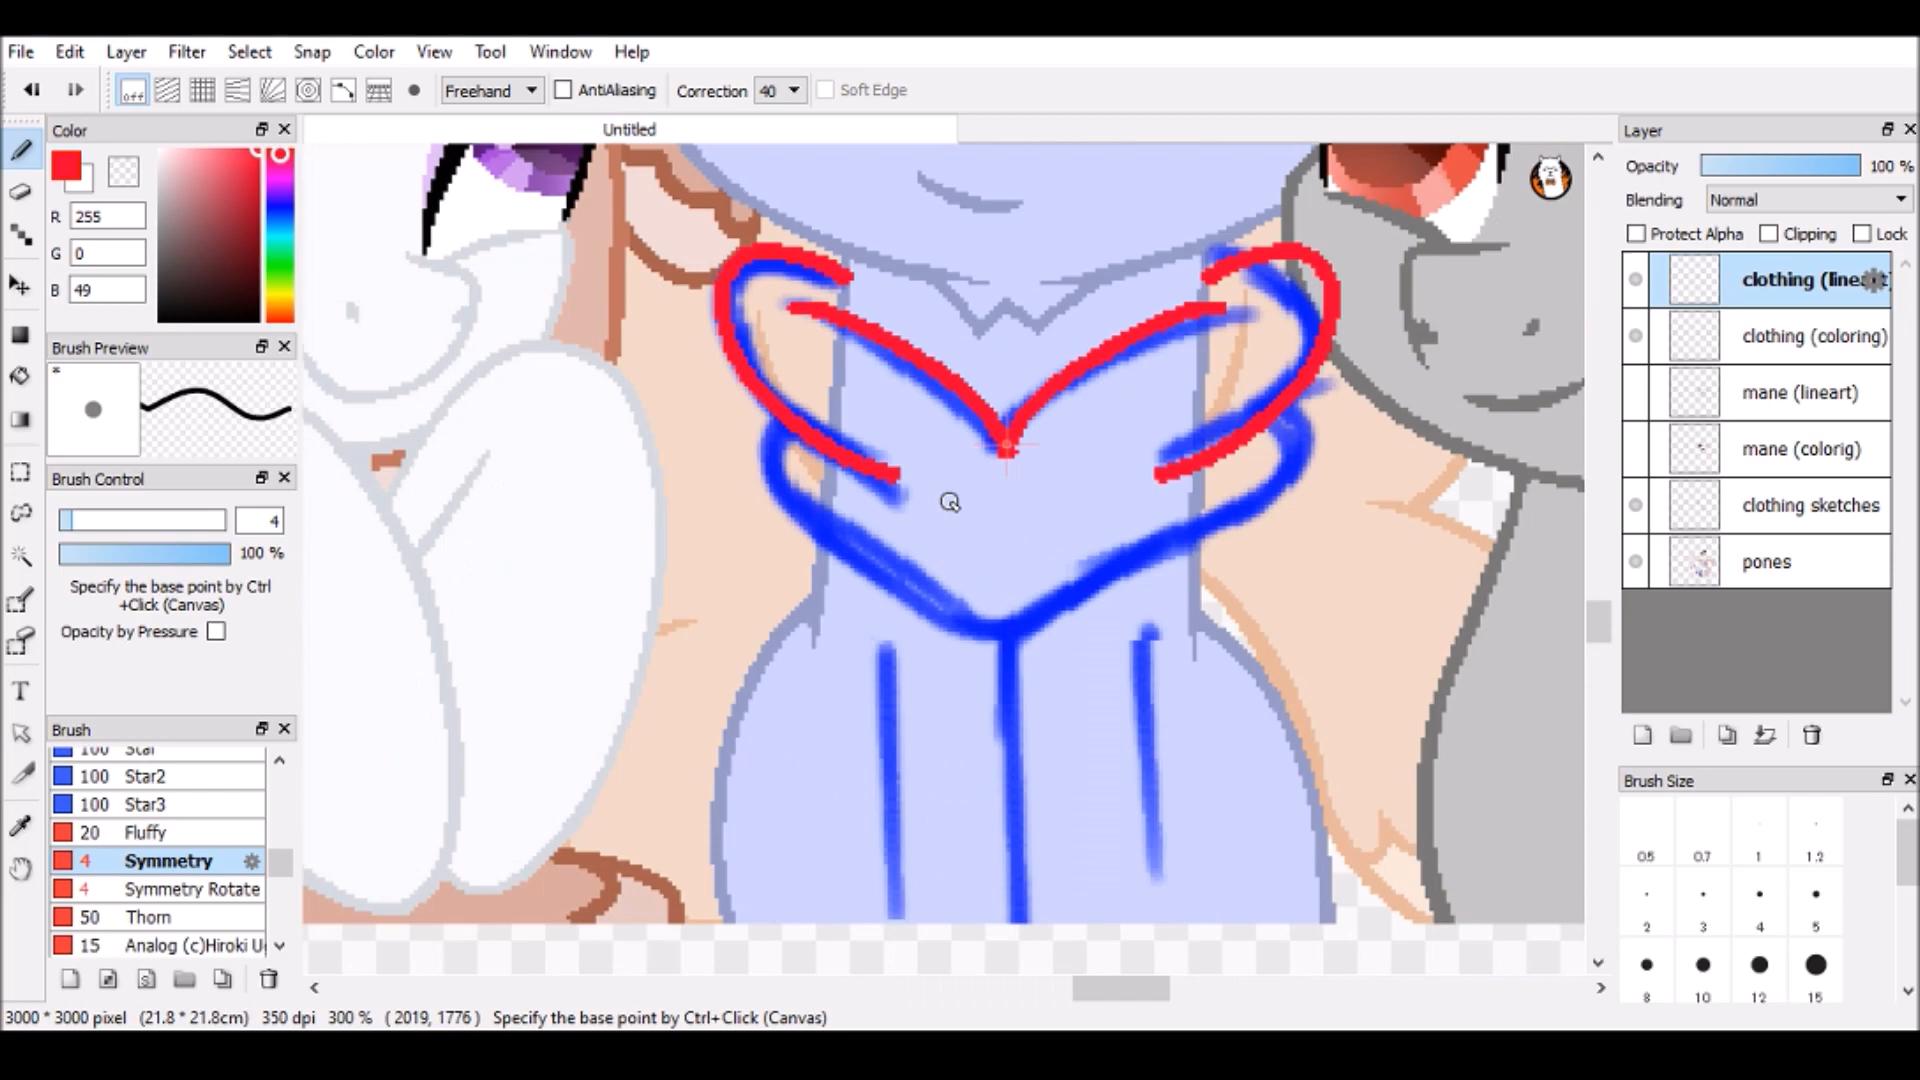 File Edit Layer Filter Select Snap Color View Tool Window Help
off Freehand AntiAliasing Correction 40 Soft Edge
Color
R 255
G 0
B 49
Brush Preview
*
Brush Control
4
100 %
Specify the base point by Ctrl
+Click (Canvas)
Opacity by Pressure
Brush
100 Star
100 Star2
100 Star3
20 Fluffy
4 Symmetry
4 Symmetry Rotate
50 Thorn
15 Analog (c)Hiroki U
T
Untitled
Layer
Opacity 100 %
Blending Normal
Protect Alpha Clipping Lock
clothing (lineart)
clothing (coloring)
mane (lineart)
mane (colorig)
clothing sketches
pones
Brush Size
0.5 0.7 1 1.2
2 3 4 5
8 10 12 15
3000 * 3000 pixel (21.8 * 21.8cm) 350 dpi 300 % ( 2019, 1776 ) Specify the base point by Ctrl+Click (Canvas)